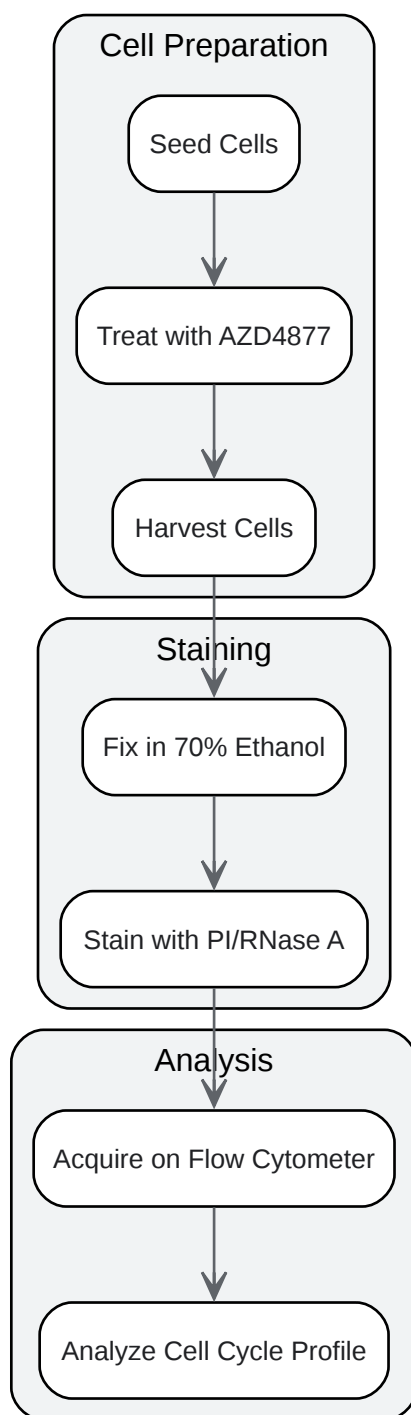 Cell Preparation
Seed Cells
Treat with AZD4877
Harvest Cells
Staining
Fix in 70% Ethanol
Stain with PI/RNase A
Analysis
Acquire on Flow Cytometer
Analyze Cell Cycle Profile